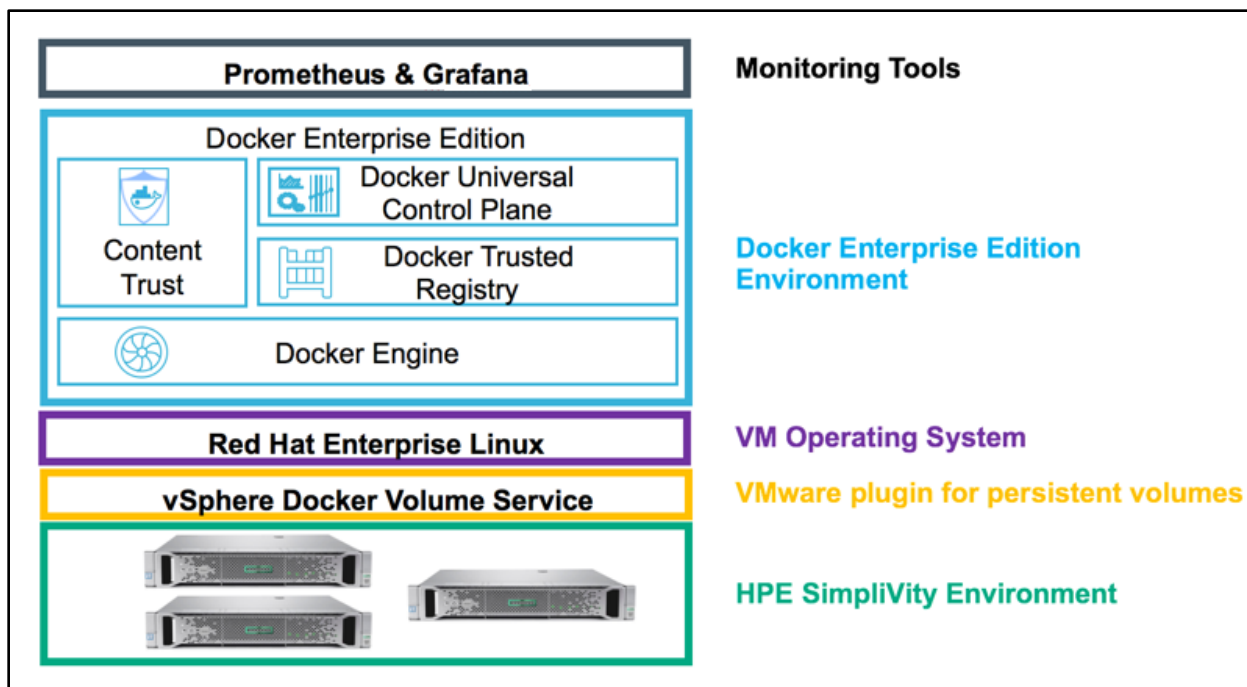 Prometheus & Grafana
Monitoring Tools
Docker Enterprise Edition
Content
Trust
Docker Universal
Control Plane
Docker Trusted
Registry
Docker Engine
Docker Enterprise Edition
Environment
Red Hat Enterprise Linux
VM Operating System
vSphere Docker Volume Service
VMware plugin for persistent volumes
HPE SimpliVity Environment